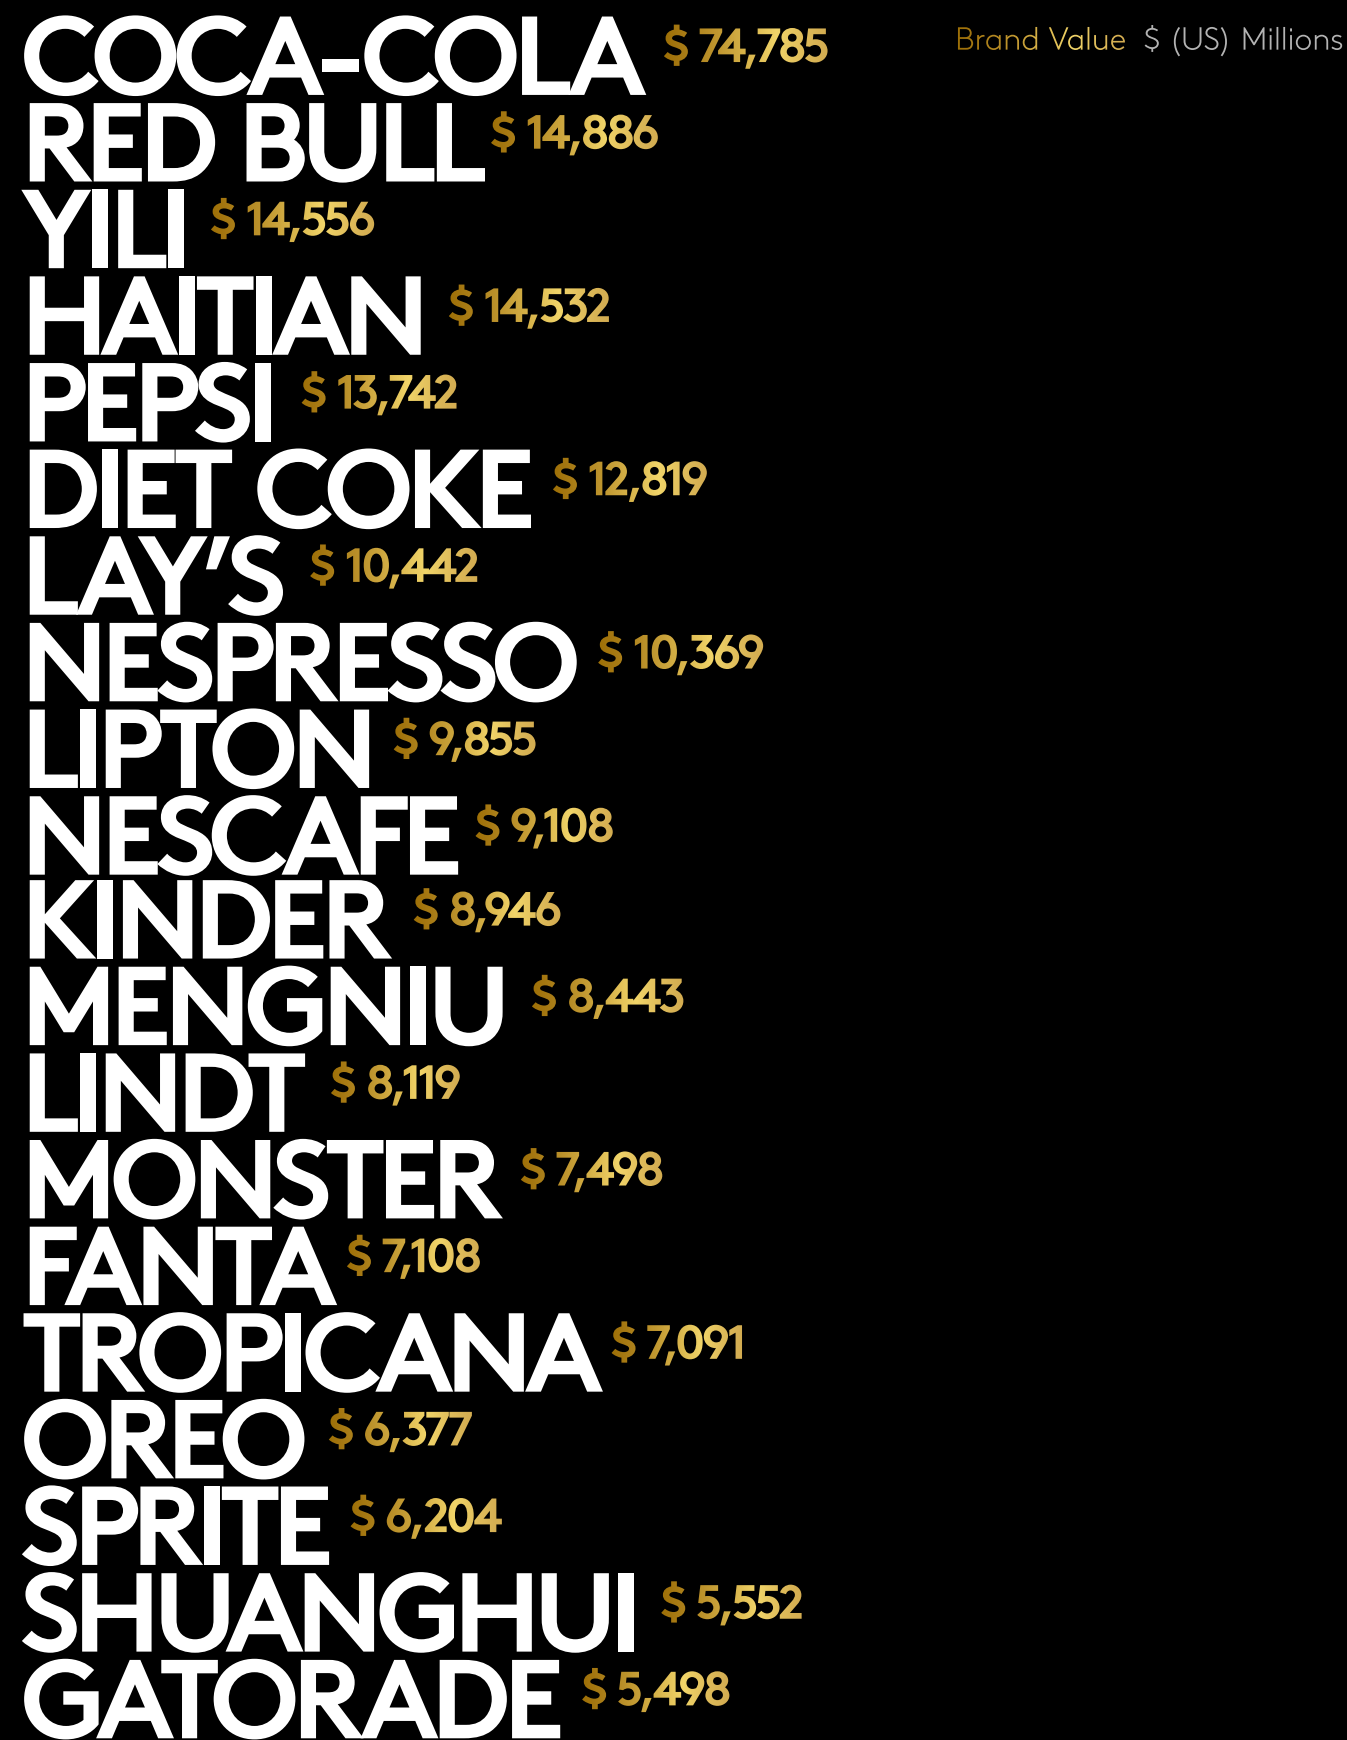 COCA-COLA $ 74,785 Brand Value $ (US) Millions
RED BULL $ 14,886
YILI $ 14,556
HAITIAN $ 14,532
PEPSI $ 13,742
DIET COKE $ 12,819
LAY'S $ 10,442
NESPRESSO $ 10,369
LIPTON $ 9,855
NESCAFE $ 9,108
KINDER $ 8,946
MENGNIU $ 8,443
LINDT $ 8,119
MONSTER $ 7,498
FANTA $ 7,108
TROPICANA $ 7,091
OREO $ 6,377
SPRITE $ 6,204
SHUANGHUI $ 5,552
GATORADE $ 5,498